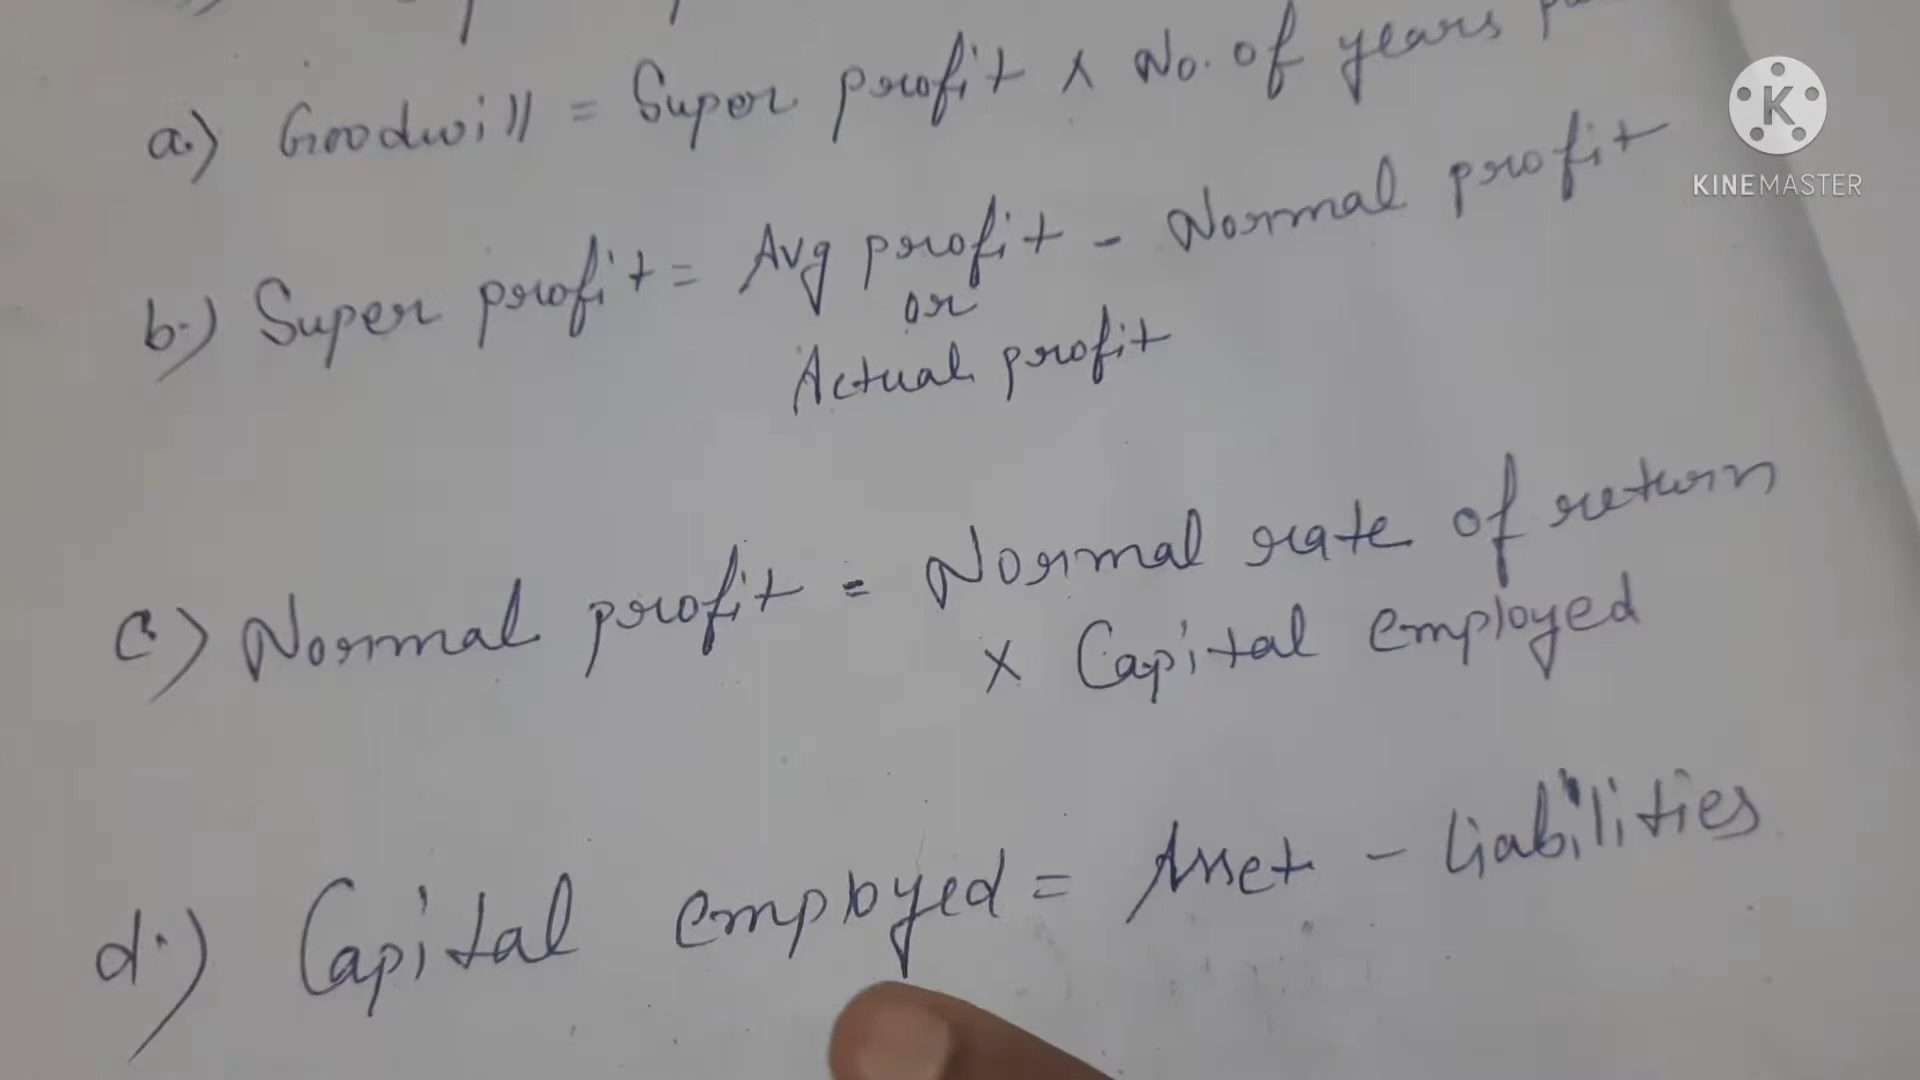 a.) Goodwill = Super profit x No. of years
b.) Super profit = Avg profit - Normal profit
or
Actual profit
c.) Normal profit = Normal rate of return
x Capital employed
d.) Capital employed = Asset - Liabilities
K
KINEMASTER